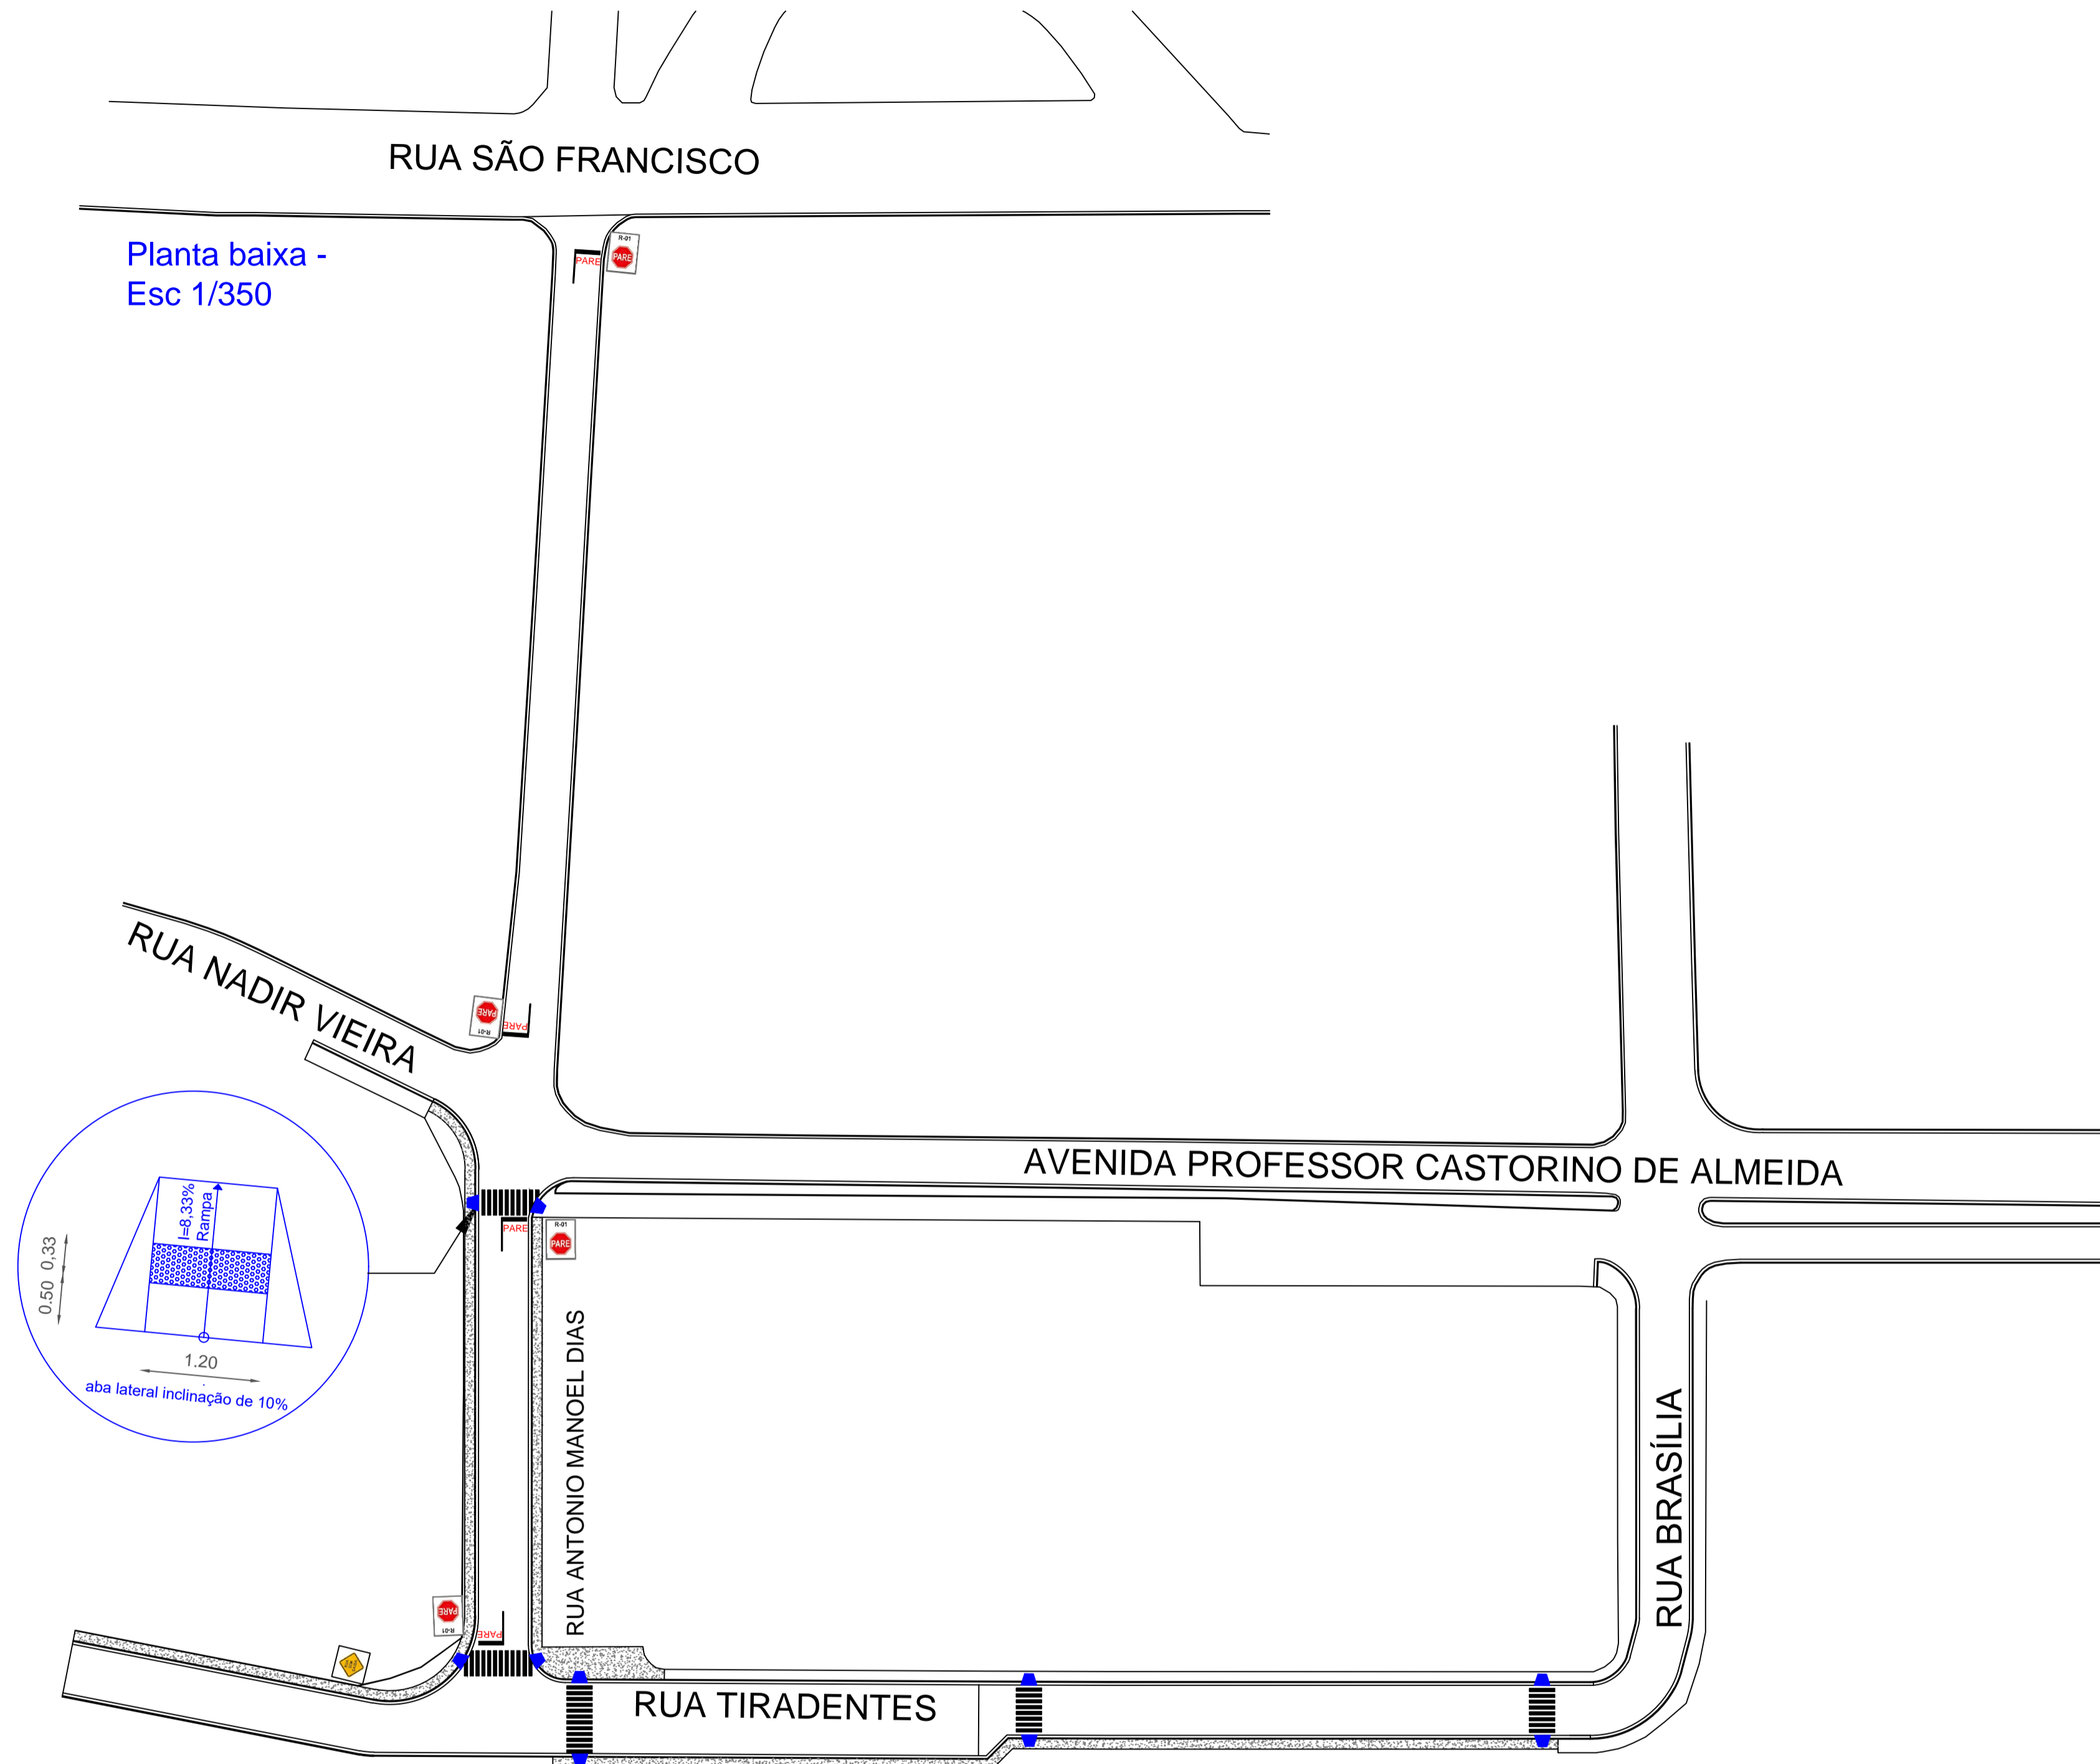 RUA SÃO FRANCISCO
R-01
PARE
PARE
Planta baixa -
Esc 1/350
RUA NADIR VIEIRA
PARE
R-01
PARE
AVENIDA PROFESSOR CASTORINO DE ALMEIDA
PARE
R-01
PARE
I=8,33%
Rampa
0,33
0.50
1.20
aba lateral inclinação de 10%
RUA ANTONIO MANOEL DIAS
RUA BRASÍLIA
PARE
R-01
PARE
RUA TIRADENTES